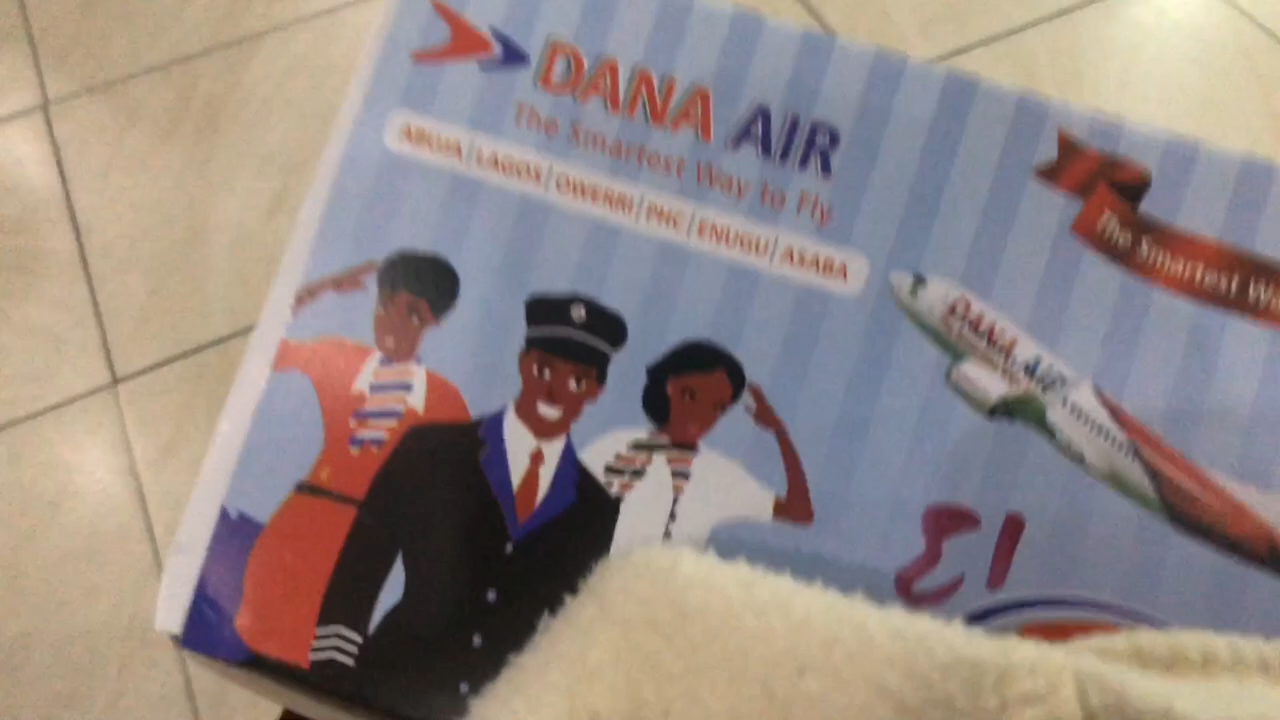 DANA AIR
The Smartest Way to Fly
ABUJA | LAGOS | OWERRI | PHC | ENUGU | ASABA
The Smartest W
DANA AIR